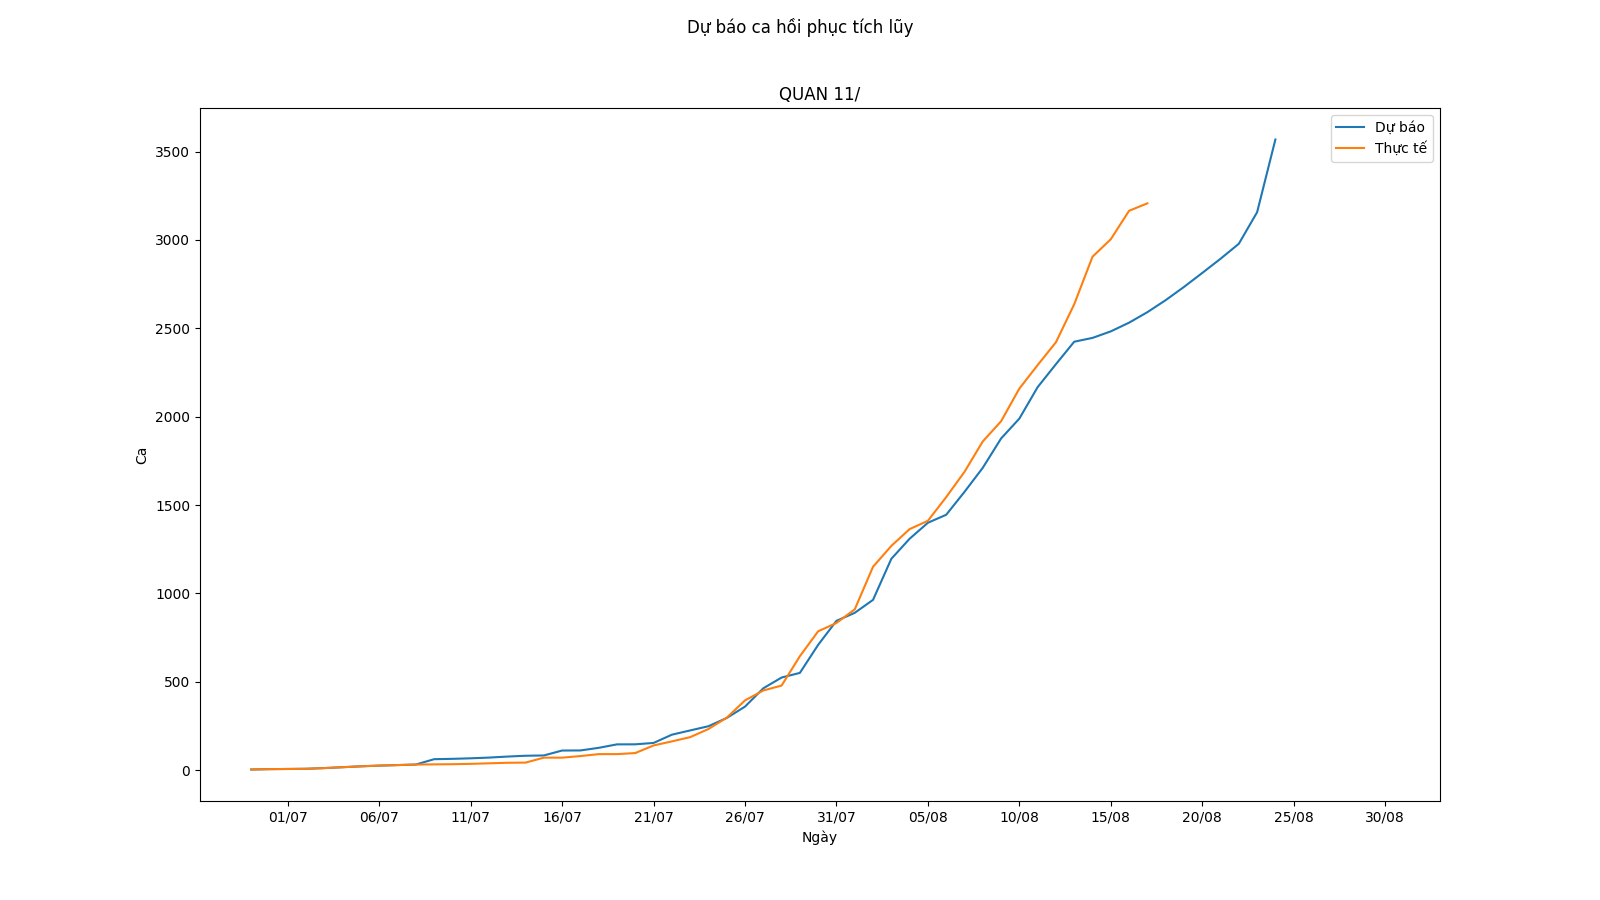 Dự báo ca hồi phục tích lũy
QUAN 11/
Dự báo
Thực tế
3500
3000
2500
2000
1500
1000
500
0
Ca
01/07 06/07 11/07 16/07 21/07 26/07 31/07 05/08 10/08 15/08 20/08 25/08 30/08
Ngày